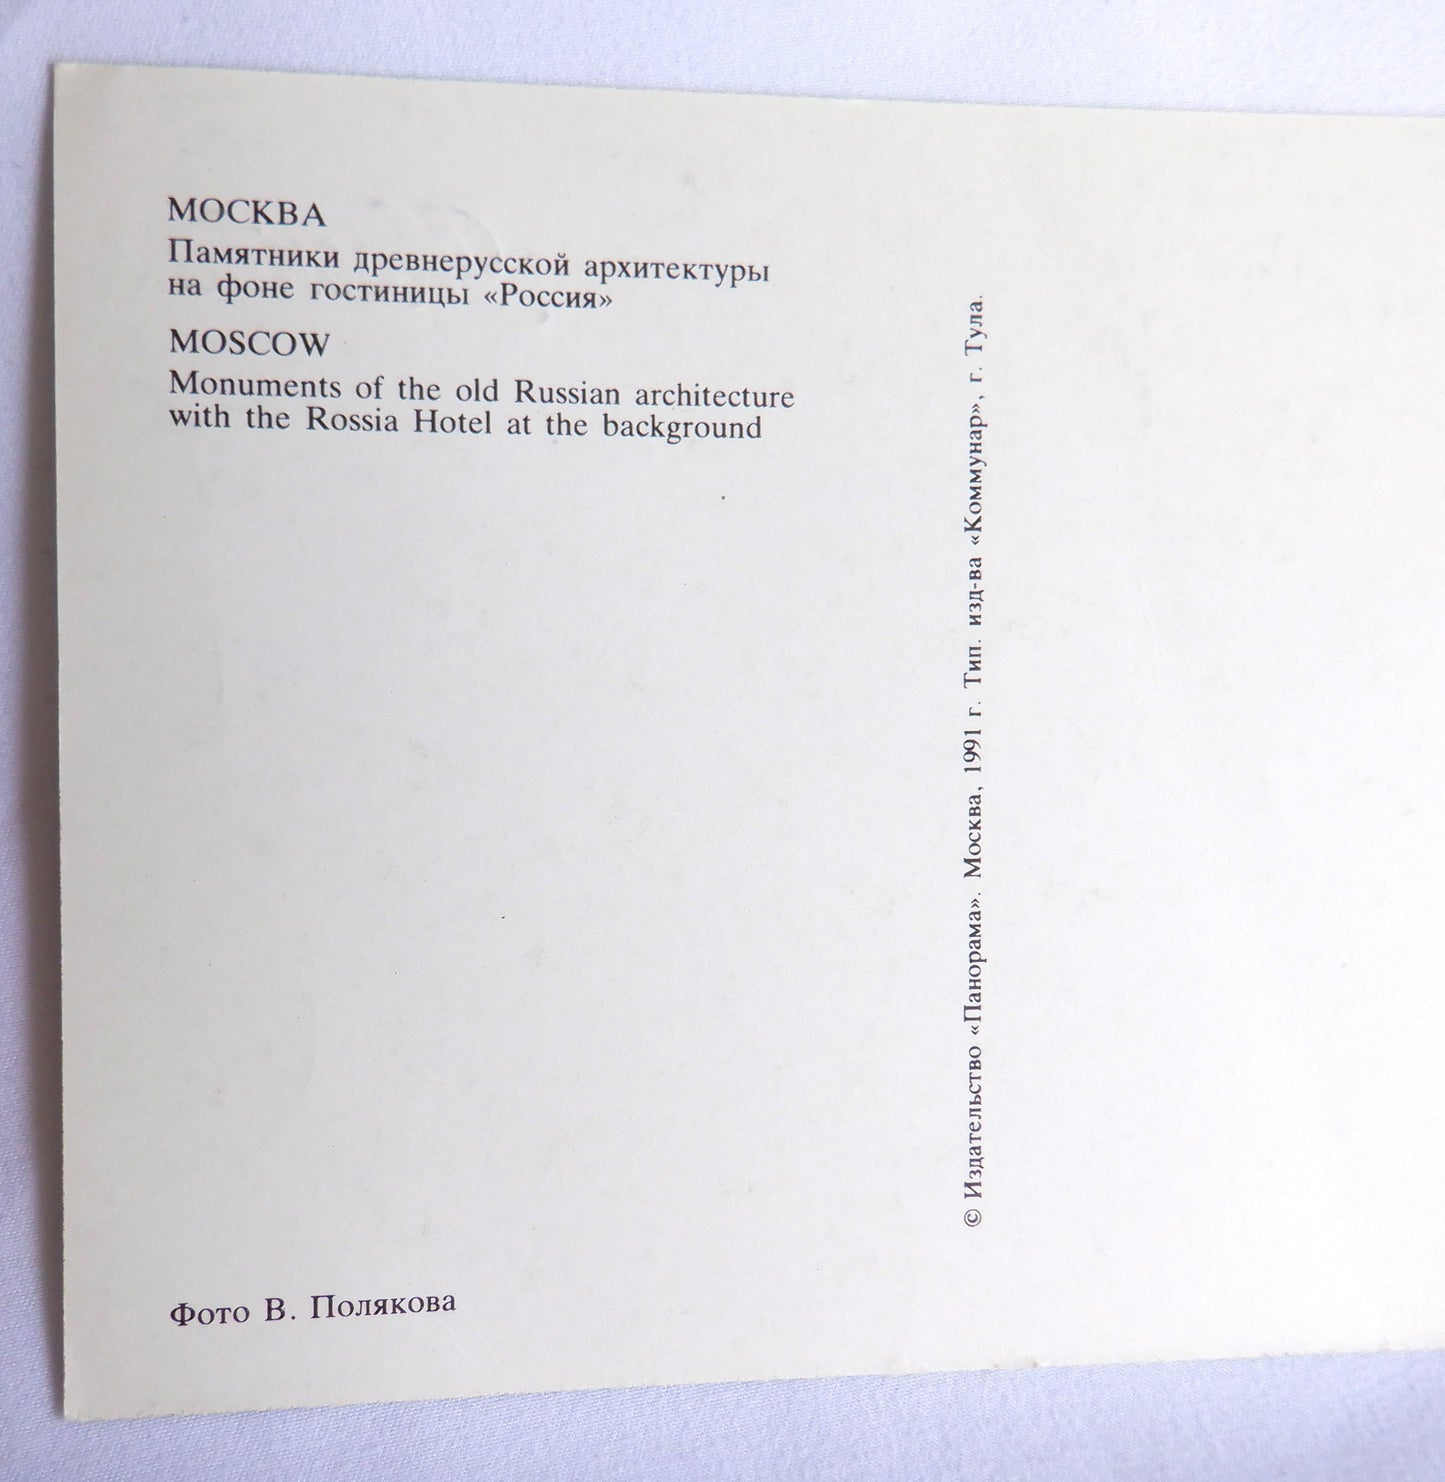 МОСКВА
Памятники древнерусской архитектуры
на фоне гостиницы «Россия»
MOSCOW
Monuments of the old Russian architecture
with the Rossia Hotel at the background
© Издательство «Панорама». Москва, 1991 г. Тип. изд-ва «Коммунар», г. Тула.
Фото В. Полякова